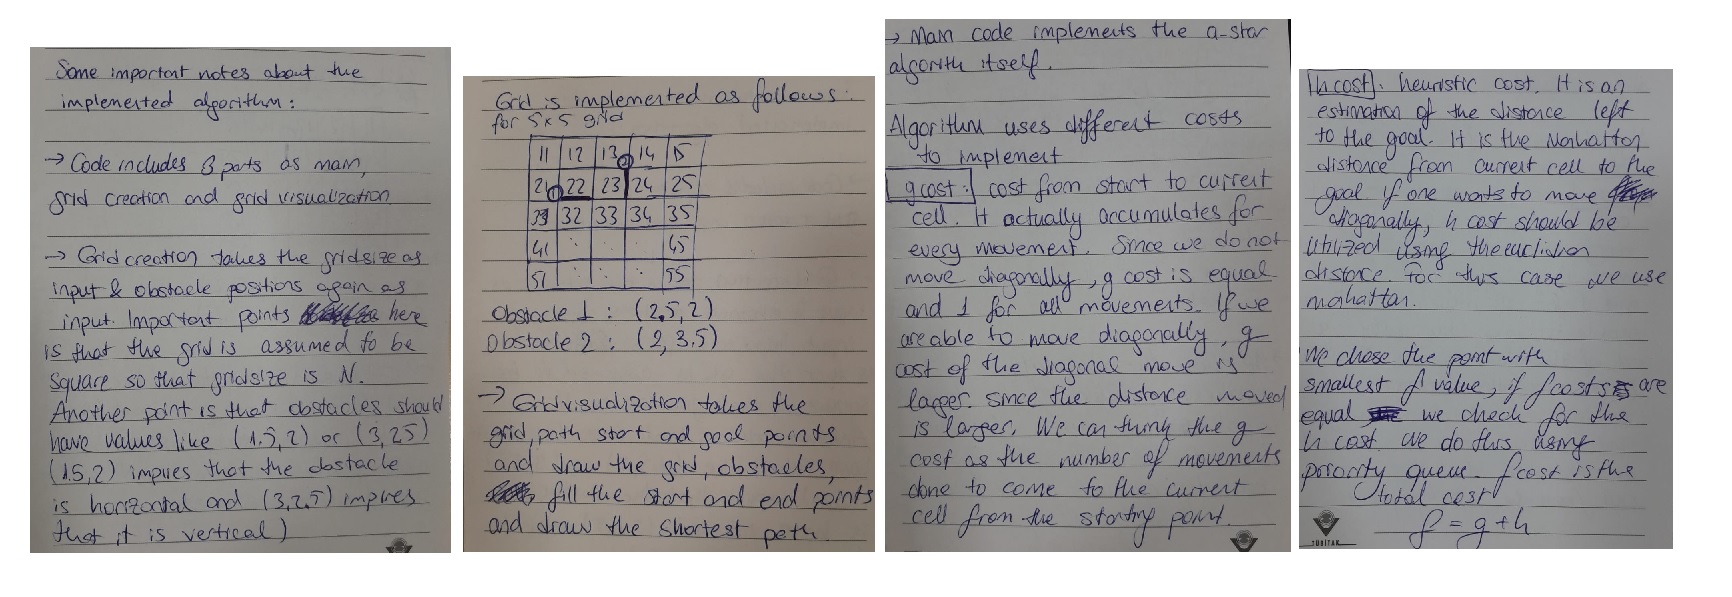 Some important notes about the
implemented algorithm:
→ Code includes 3 parts as main,
grid creation and grid visualization
→ Grid creation takes the gridsize as
input & obstacle positions again as
input. Important points here
is that the grid is assumed to be
square so that gridsize is N.
Another point is that obstacles should
have values like (1.5,2) or (3,2.5)
(1.5,2) impies that the obstacle
is horizontal and (3,2.5) impires
that it is vertical)
Grid is implemented as follows:
for 5x5 grid
11 12 13 14 15
21 22 23 24 25
31 32 33 34 35
41 . . . 45
51 . . . 55
Obstacle 1 : (2.5, 2)
Obstacle 2 : (2, 3.5)
→ Grid visualization takes the
grid, path start and goal points
and draw the grid, obstacles,
fill the start and end points
and draw the shortest path.
→ Main code implements the a-star
algorith itself.
Algorithm uses different costs
to implement
g cost: cost from start to current
cell. It actually accumulates for
every movement. Since we do not
move diagonally, g cost is equal
and 1 for all movements. If we
are able to move diagonally, g
cost of the diagonal move is
larger since the distance moved
is larger. We can think the g
cost as the number of movements
done to come to the current
cell from the starting point.
h cost: heuristic cost. It is an
estimation of the distance left
to the goal. It is the Manhattan
distance from current cell to the
goal if one wants to move
diagonally, h cost should be
utilized using the euclidian
distance. For this case we use
manhattan.
We chose the point with
smallest f value, if f costs are
equal we check for the
h cost. We do this using
piority queue. f cost is the
total cost
f = g + h
TÜBİTAK